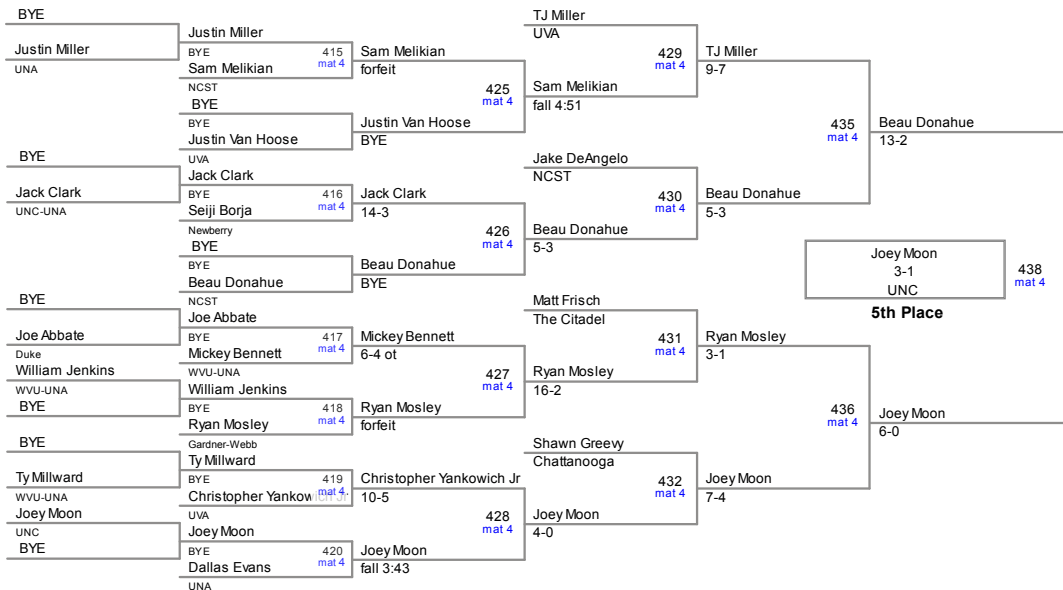 BYE
Justin Miller
UNA
BYE
Jack Clark
UNC-UNA
BYE
Joe Abbate
Duke
William Jenkins
WVU-UNA
BYE
BYE
Ty Millward
WVU-UNA
Joey Moon
UNC
BYE
Justin Miller
BYE
415
mat 4
Sam Melikian
NCST
BYE
BYE
Justin Van Hoose
UVA
Jack Clark
BYE
416
mat 4
Seiji Borja
Newberry
BYE
BYE
Beau Donahue
NCST
Joe Abbate
BYE
417
mat 4
Mickey Bennett
WVU-UNA
William Jenkins
BYE
418
mat 4
Ryan Mosley
Gardner-Webb
Ty Millward
BYE
419
mat 4
Christopher Yankowich Jr.
UVA
Joey Moon
BYE
420
mat 4
Dallas Evans
UNA
Sam Melikian
forfeit
425
mat 4
Justin Van Hoose
BYE
Jack Clark
14-3
426
mat 4
Beau Donahue
BYE
Mickey Bennett
6-4 ot
427
mat 4
Ryan Mosley
forfeit
Christopher Yankowich Jr
10-5
428
mat 4
Joey Moon
fall 3:43
TJ Miller
UVA
429
mat 4
Sam Melikian
fall 4:51
Jake DeAngelo
NCST
430
mat 4
Beau Donahue
5-3
Matt Frisch
The Citadel
431
mat 4
Ryan Mosley
16-2
Shawn Greevy
Chattanooga
432
mat 4
Joey Moon
4-0
TJ Miller
9-7
435
mat 4
Beau Donahue
5-3
Ryan Mosley
3-1
436
mat 4
Joey Moon
7-4
Beau Donahue
13-2
Joey Moon
3-1
UNC
438
mat 4
5th Place
Joey Moon
6-0